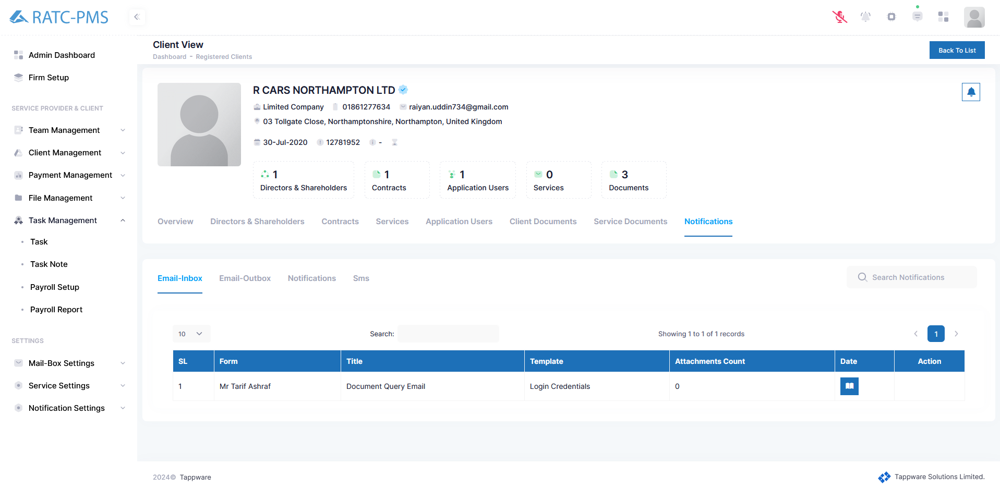 RATC-PMS
Admin Dashboard
Firm Setup
SERVICE PROVIDER & CLIENT
Team Management
Client Management
Payment Management
File Management
Task Management
Task
Task Note
Payroll Setup
Payroll Report
SETTINGS
Mail-Box Settings
Service Settings
Notification Settings
Client View
Dashboard - Registered Clients
Back To List
R CARS NORTHAMPTON LTD
Limited Company 01861277634 raiyan.uddin734@gmail.com
03 Tollgate Close, Northamptonshire, Northampton, United Kingdom
30-Jul-2020 12781952 -
1 Directors & Shareholders
1 Contracts
1 Application Users
0 Services
3 Documents
Overview Directors & Shareholders Contracts Services Application Users Client Documents Service Documents Notifications
Email-Inbox Email-Outbox Notifications Sms Search Notifications
10 Search: Showing 1 to 1 of 1 records 1
SL Form Title Template Attachments Count Date Action
1 Mr Tarif Ashraf Document Query Email Login Credentials 0
2024© Tappware Tappware Solutions Limited.